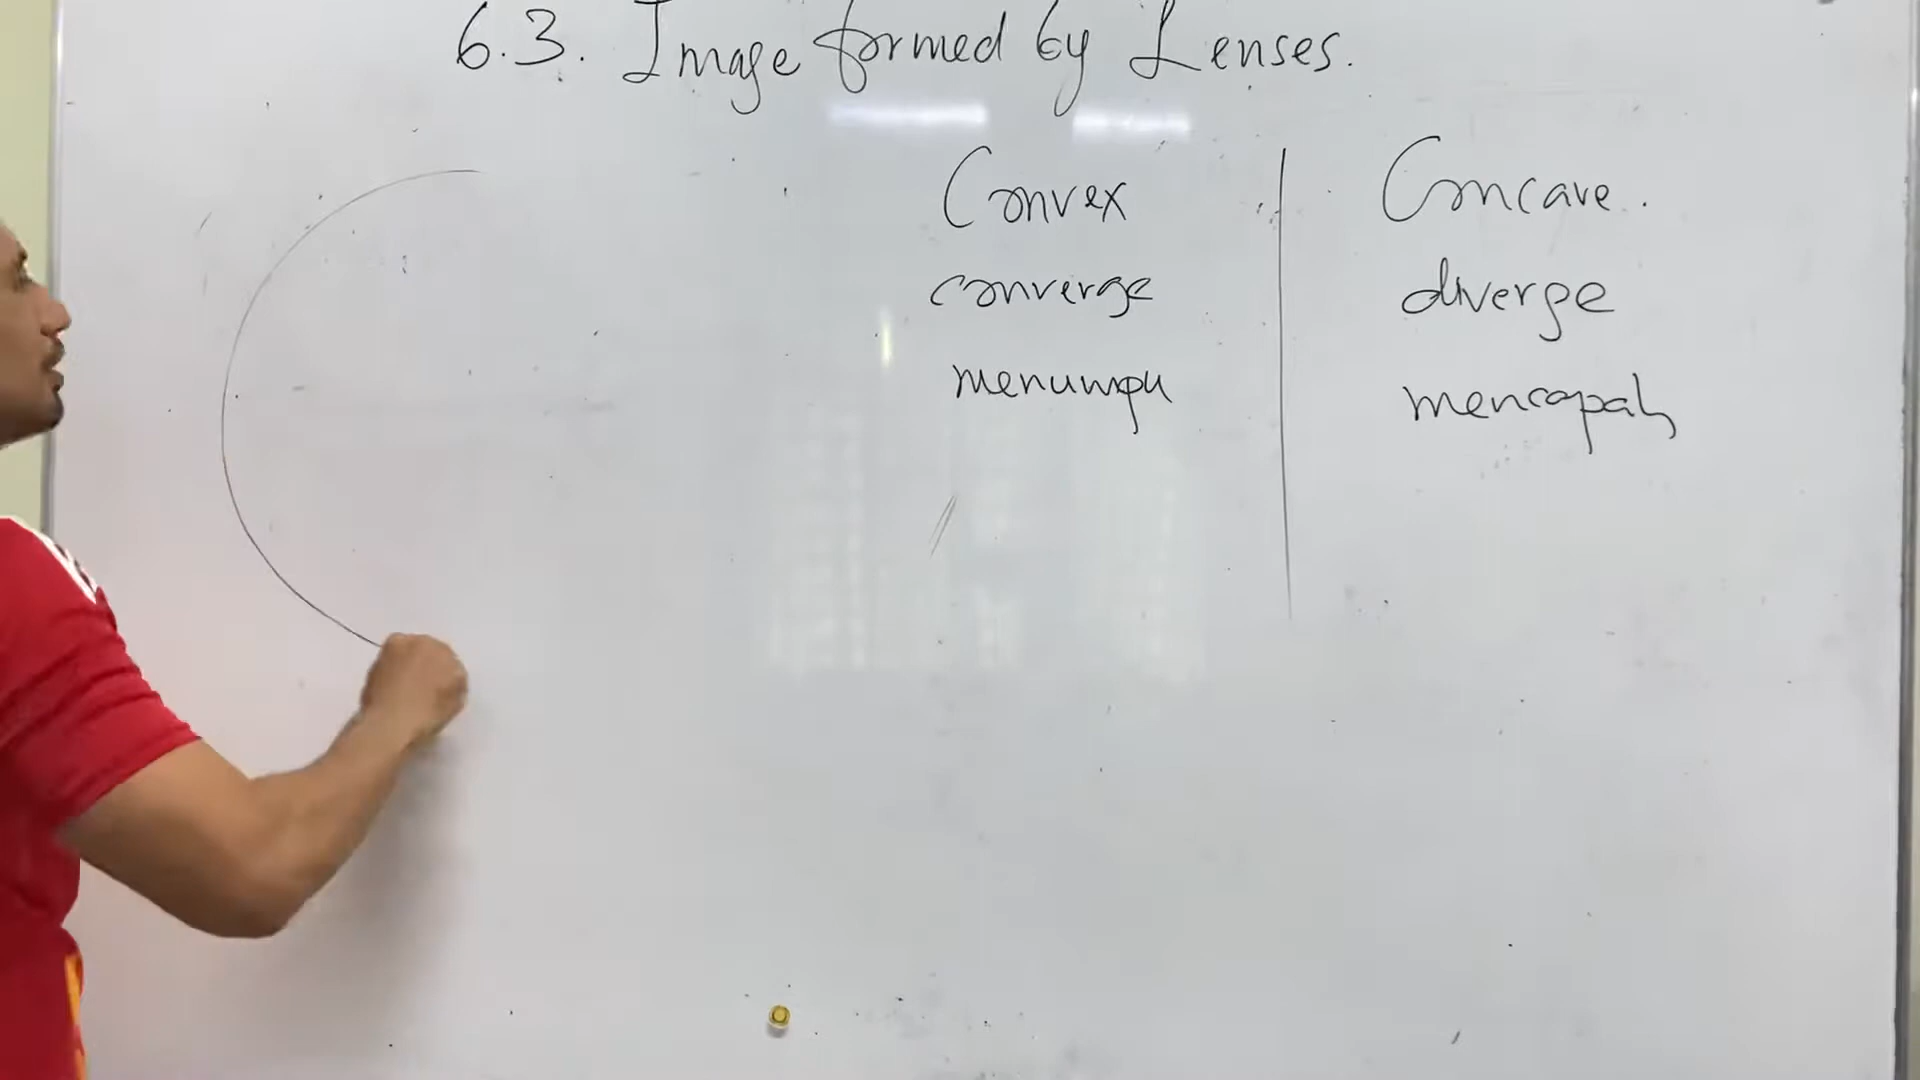 6.3. Image formed by Lenses.
Convex
Concave.
converge
diverge
menumpu
mencapah